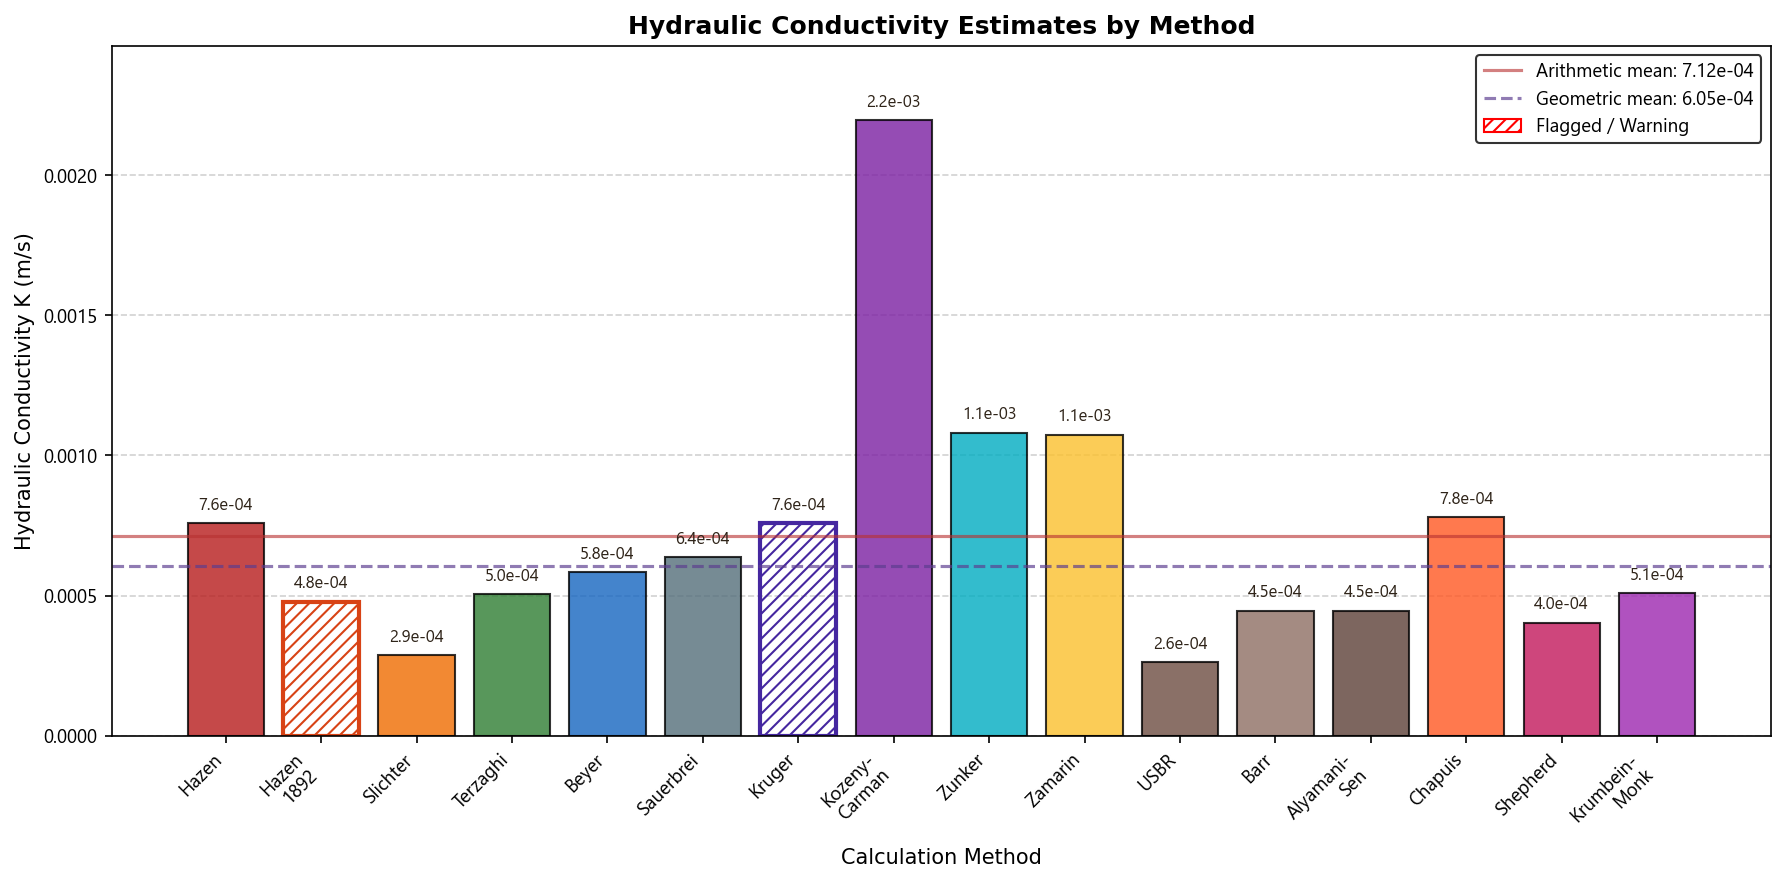 Hydraulic Conductivity Estimates by Method
Arithmetic mean: 7.12e-04
Geometric mean: 6.05e-04
Flagged / Warning
Hydraulic Conductivity K (m/s)
0.0020
0.0015
0.0010
0.0005
0.0000
7.6e-04
4.8e-04
2.9e-04
5.0e-04
5.8e-04
6.4e-04
7.6e-04
2.2e-03
1.1e-03
1.1e-03
2.6e-04
4.5e-04
4.5e-04
7.8e-04
4.0e-04
5.1e-04
Hazen
Hazen
1892
Slichter
Terzaghi
Beyer
Sauerbrei
Kruger
Kozeny-
Carman
Zunker
Zamarin
USBR
Barr
Alyamani-
Sen
Chapuis
Shepherd
Krumbein-
Monk
Calculation Method